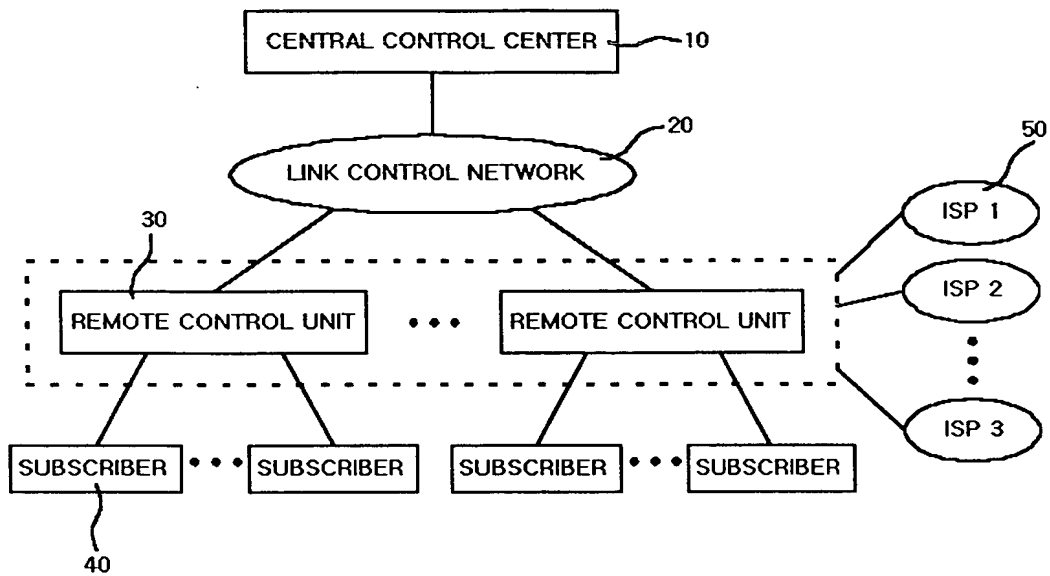 CENTRAL CONTROL CENTER
10
20
LINK CONTROL NETWORK
50
ISP 1
30
ISP 2
REMOTE CONTROL UNIT
REMOTE CONTROL UNIT
ISP 3
SUBSCRIBER
SUBSCRIBER
SUBSCRIBER
SUBSCRIBER
40